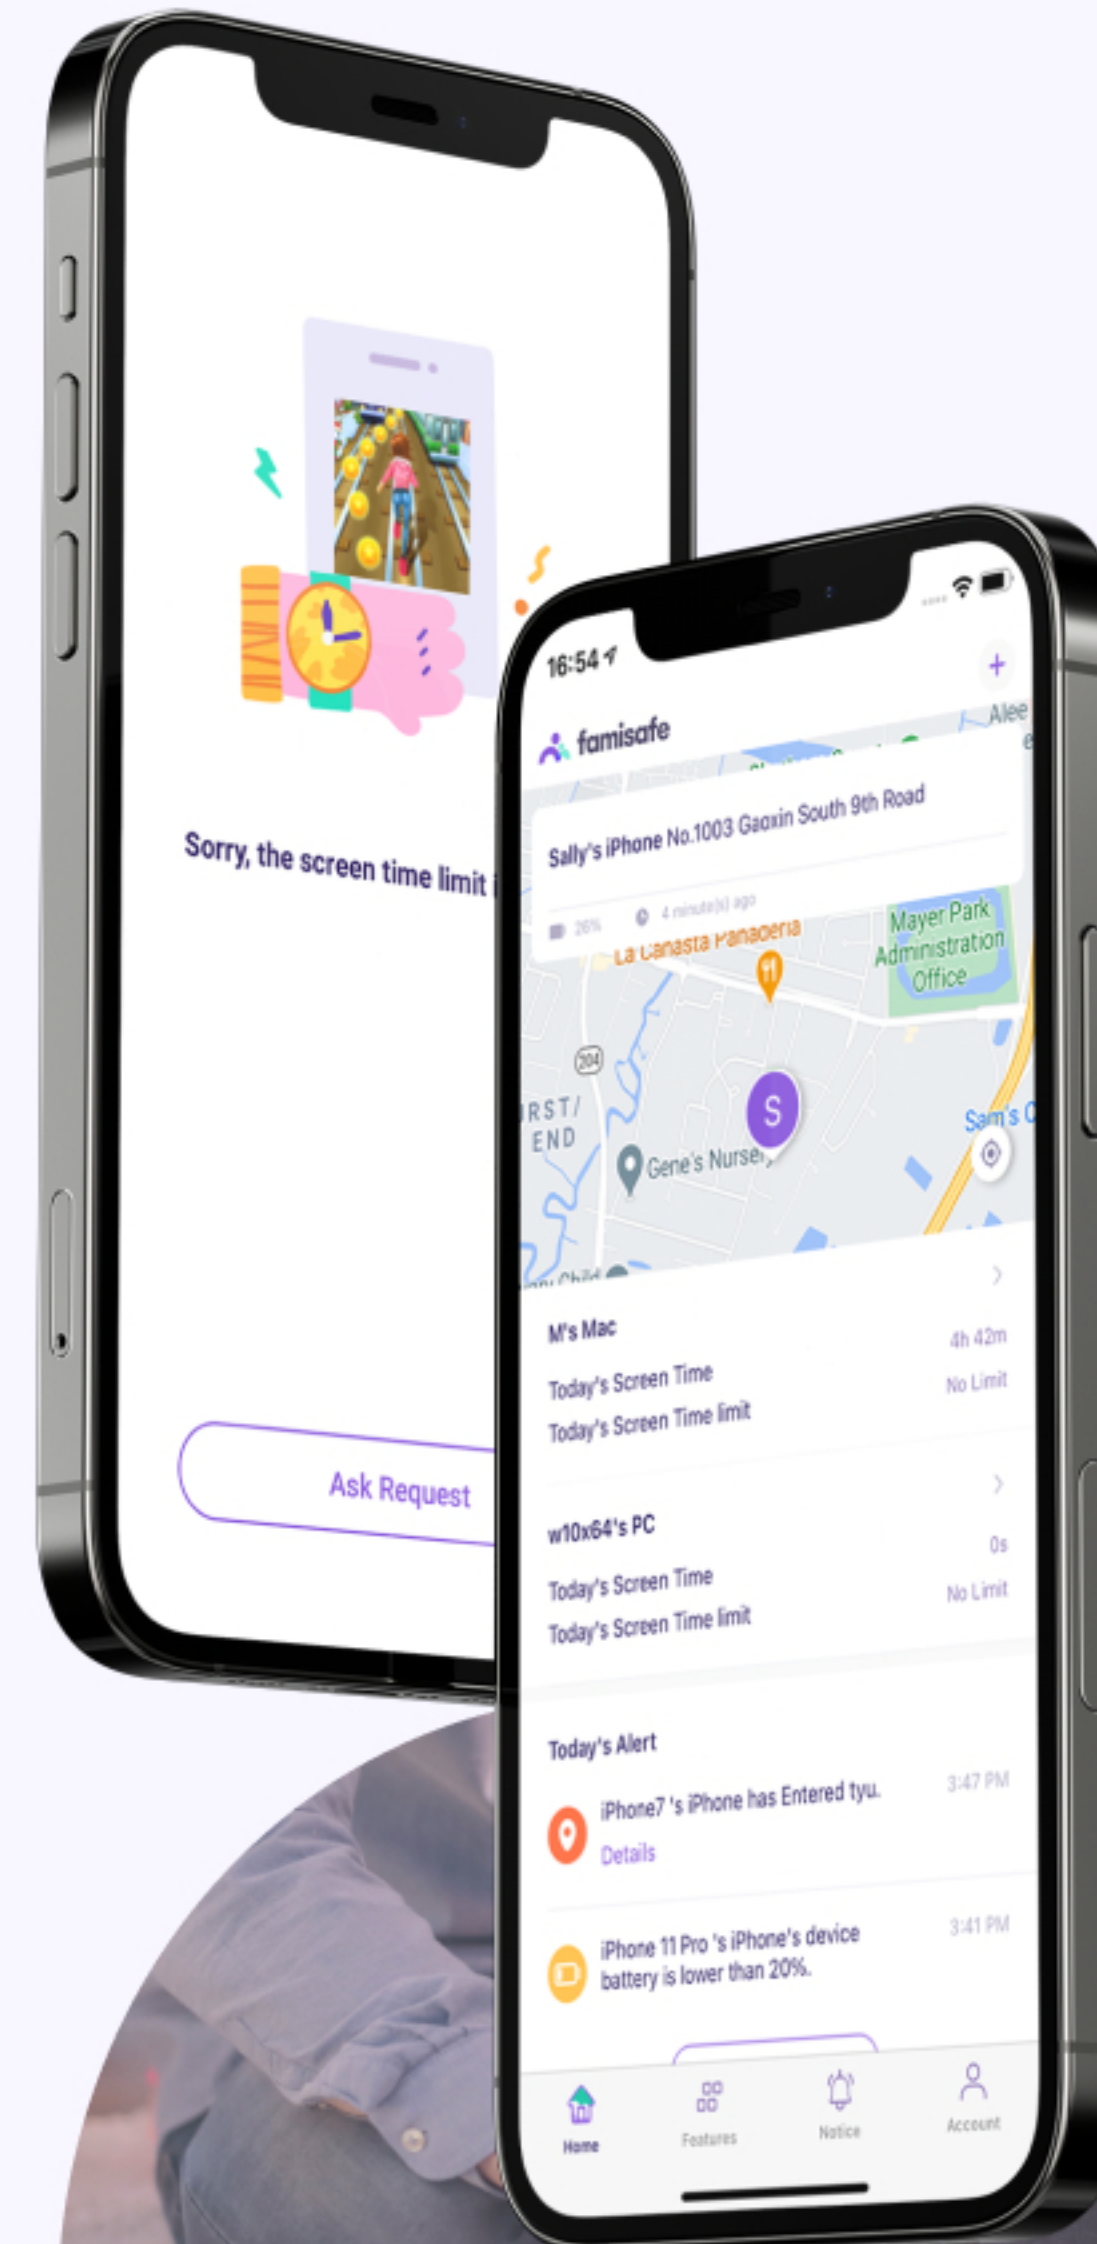 Sorry, the screen time limit
Ask Request
16:54
famisafe
Alee
Sally's iPhone No.1003 Gaoxin South 9th Road
26%
4 minute(s) ago
La Canasta Panaderia
Mayer Park
Administration
Office
204
END
Sam's
S
Gene's Nursery
Child
M's Mac
Today's Screen Time
4h 42m
Today's Screen Time limit
No Limit
w10x64's PC
Today's Screen Time
0s
Today's Screen Time limit
No Limit
Today's Alert
iPhone7 's iPhone has Entered tyu.
3:47 PM
Details
iPhone 11 Pro 's iPhone's device
3:41 PM
battery is lower than 20%.
Home
Features
Notice
Account